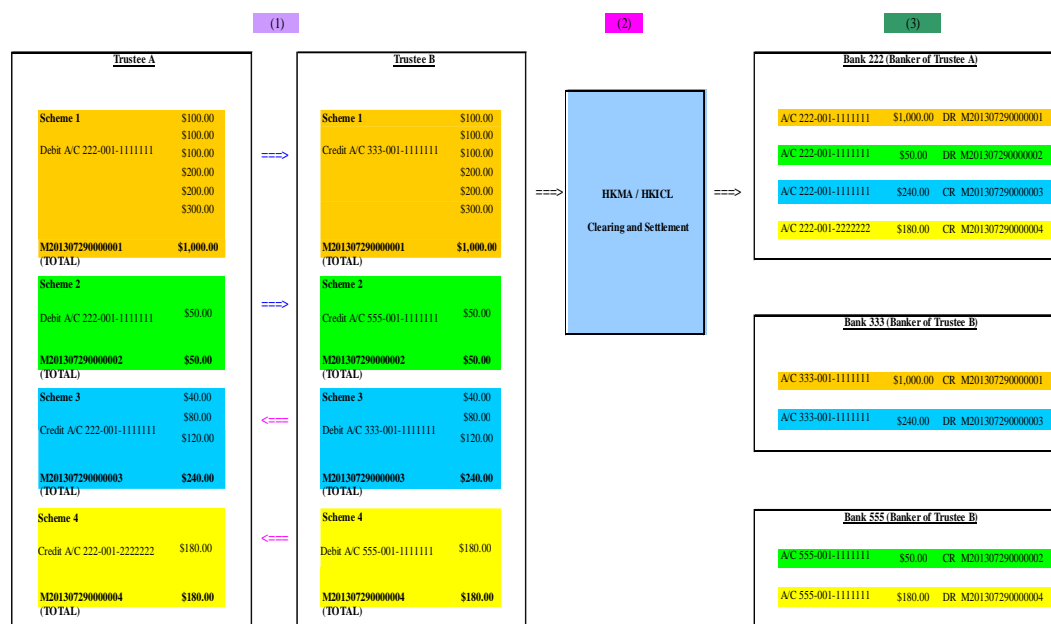 (1)
(2)
(3)
Trustee A
Scheme 1 $100.00
$100.00
Debit A/C 222-001-1111111 $100.00
$200.00
$200.00
$300.00
M201307290000001 $1,000.00
(TOTAL)
Scheme 2
Debit A/C 222-001-1111111 $50.00
M201307290000002 $50.00
(TOTAL)
Scheme 3 $40.00
$80.00
Credit A/C 222-001-1111111 $120.00
M201307290000003 $240.00
(TOTAL)
Scheme 4
Credit A/C 222-001-2222222 $180.00
M201307290000004 $180.00
(TOTAL)
===>
===>
<===
<===
Trustee B
Scheme 1 $100.00
$100.00
Credit A/C 333-001-1111111 $100.00
$200.00
$200.00
$300.00
M201307290000001 $1,000.00
(TOTAL)
Scheme 2
Credit A/C 555-001-1111111 $50.00
M201307290000002 $50.00
(TOTAL)
Scheme 3 $40.00
$80.00
Debit A/C 333-001-1111111 $120.00
M201307290000003 $240.00
(TOTAL)
Scheme 4
Debit A/C 555-001-1111111 $180.00
M201307290000004 $180.00
(TOTAL)
===>
HKMA / HKICL
Clearing and Settlement
===>
Bank 222 (Banker of Trustee A)
A/C 222-001-1111111 $1,000.00 DR M201307290000001
A/C 222-001-1111111 $50.00 DR M201307290000002
A/C 222-001-1111111 $240.00 CR M201307290000003
A/C 222-001-2222222 $180.00 CR M201307290000004
Bank 333 (Banker of Trustee B)
A/C 333-001-1111111 $1,000.00 CR M201307290000001
A/C 333-001-1111111 $240.00 DR M201307290000003
Bank 555 (Banker of Trustee B)
A/C 555-001-1111111 $50.00 CR M201307290000002
A/C 555-001-1111111 $180.00 DR M201307290000004